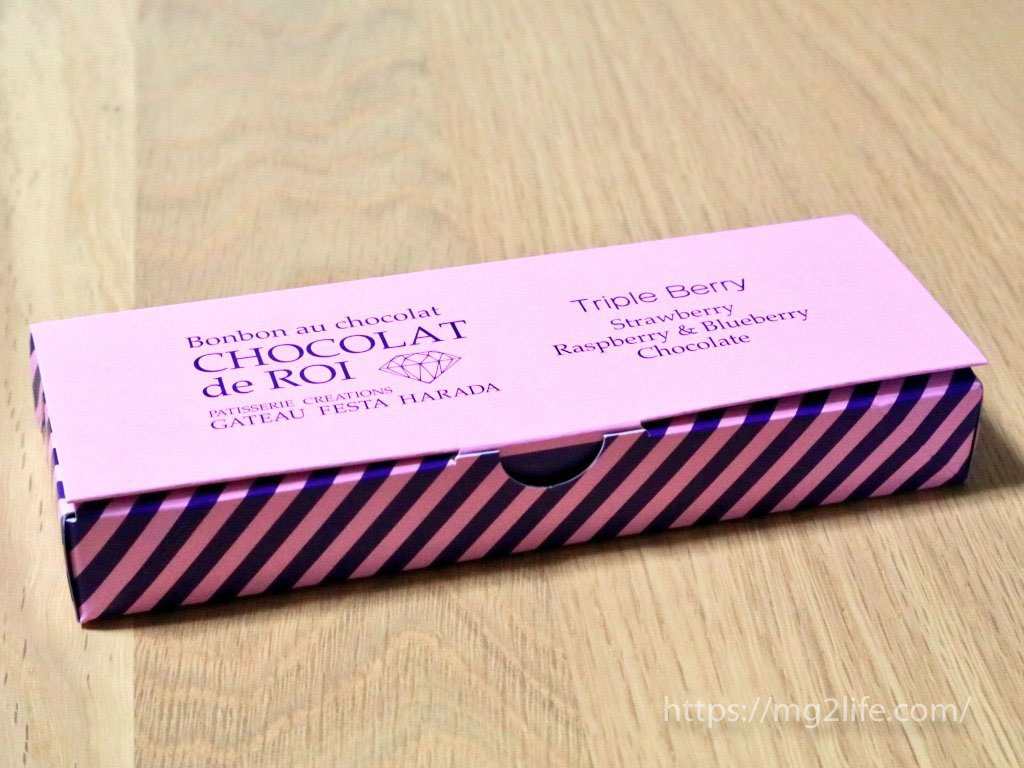 Bonbon au chocolat
CHOCOLAT
de ROI
PATISSERIE CREATIONS
GATEAU FESTA HARADA
Triple Berry
Strawberry
Raspberry & Blueberry
Chocolate
https://mg2life.com/